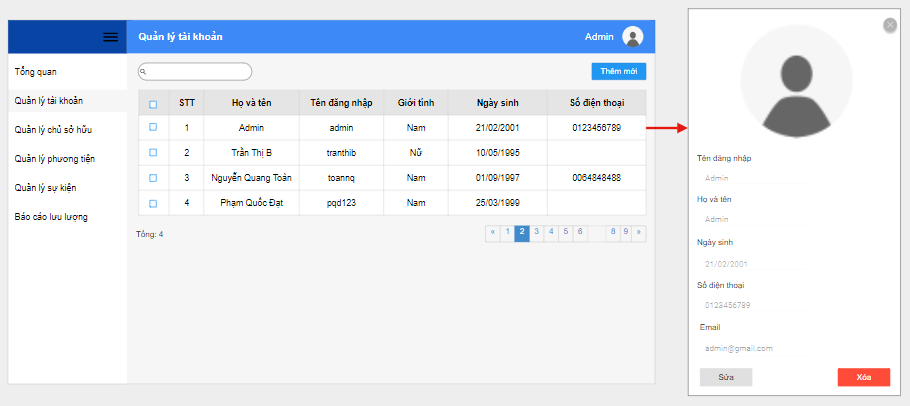 Quản lý tài khoản
Admin
Tổng quan
Quản lý tài khoản
Quản lý chủ sở hữu
Quản lý phương tiện
Quản lý sự kiện
Báo cáo lưu lượng
Thêm mới
STT Họ và tên Tên đăng nhập Giới tính Ngày sinh Số điện thoại
1 Admin admin Nam 21/02/2001 0123456789
2 Trần Thị B tranthib Nữ 10/05/1995
3 Nguyễn Quang Toản toannq Nam 01/09/1997 0064848488
4 Phạm Quốc Đạt pqd123 Nam 25/03/1999
Tổng: 4
« 1 2 3 4 5 6 8 9 »
Tên đăng nhập
Admin
Họ và tên
Admin
Ngày sinh
21/02/2001
Số điện thoại
0123456789
Email
admin@gmail.com
Sửa
Xóa